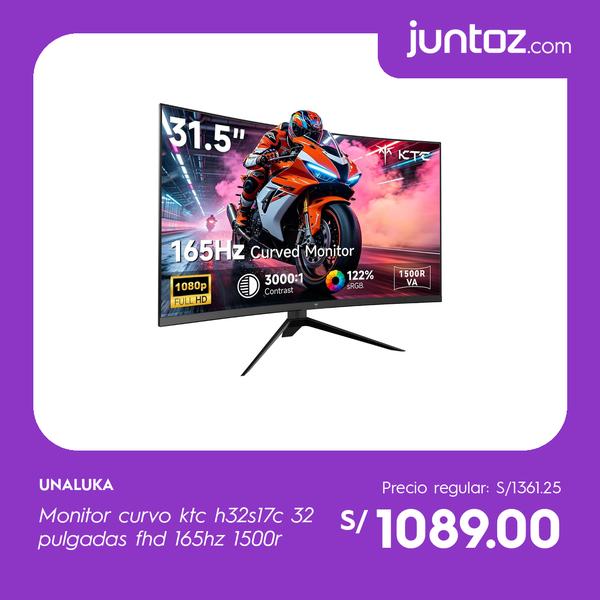 juntoz.com
31.5"
KTC
165Hz Curved Monitor
1080p
FULL HD
3000:1
Contrast
122%
sRGB
1500R
VA
UNALUKA
Precio regular: S/1361.25
Monitor curvo ktc h32s17c 32
pulgadas fhd 165hz 1500r
S/ 1089.00